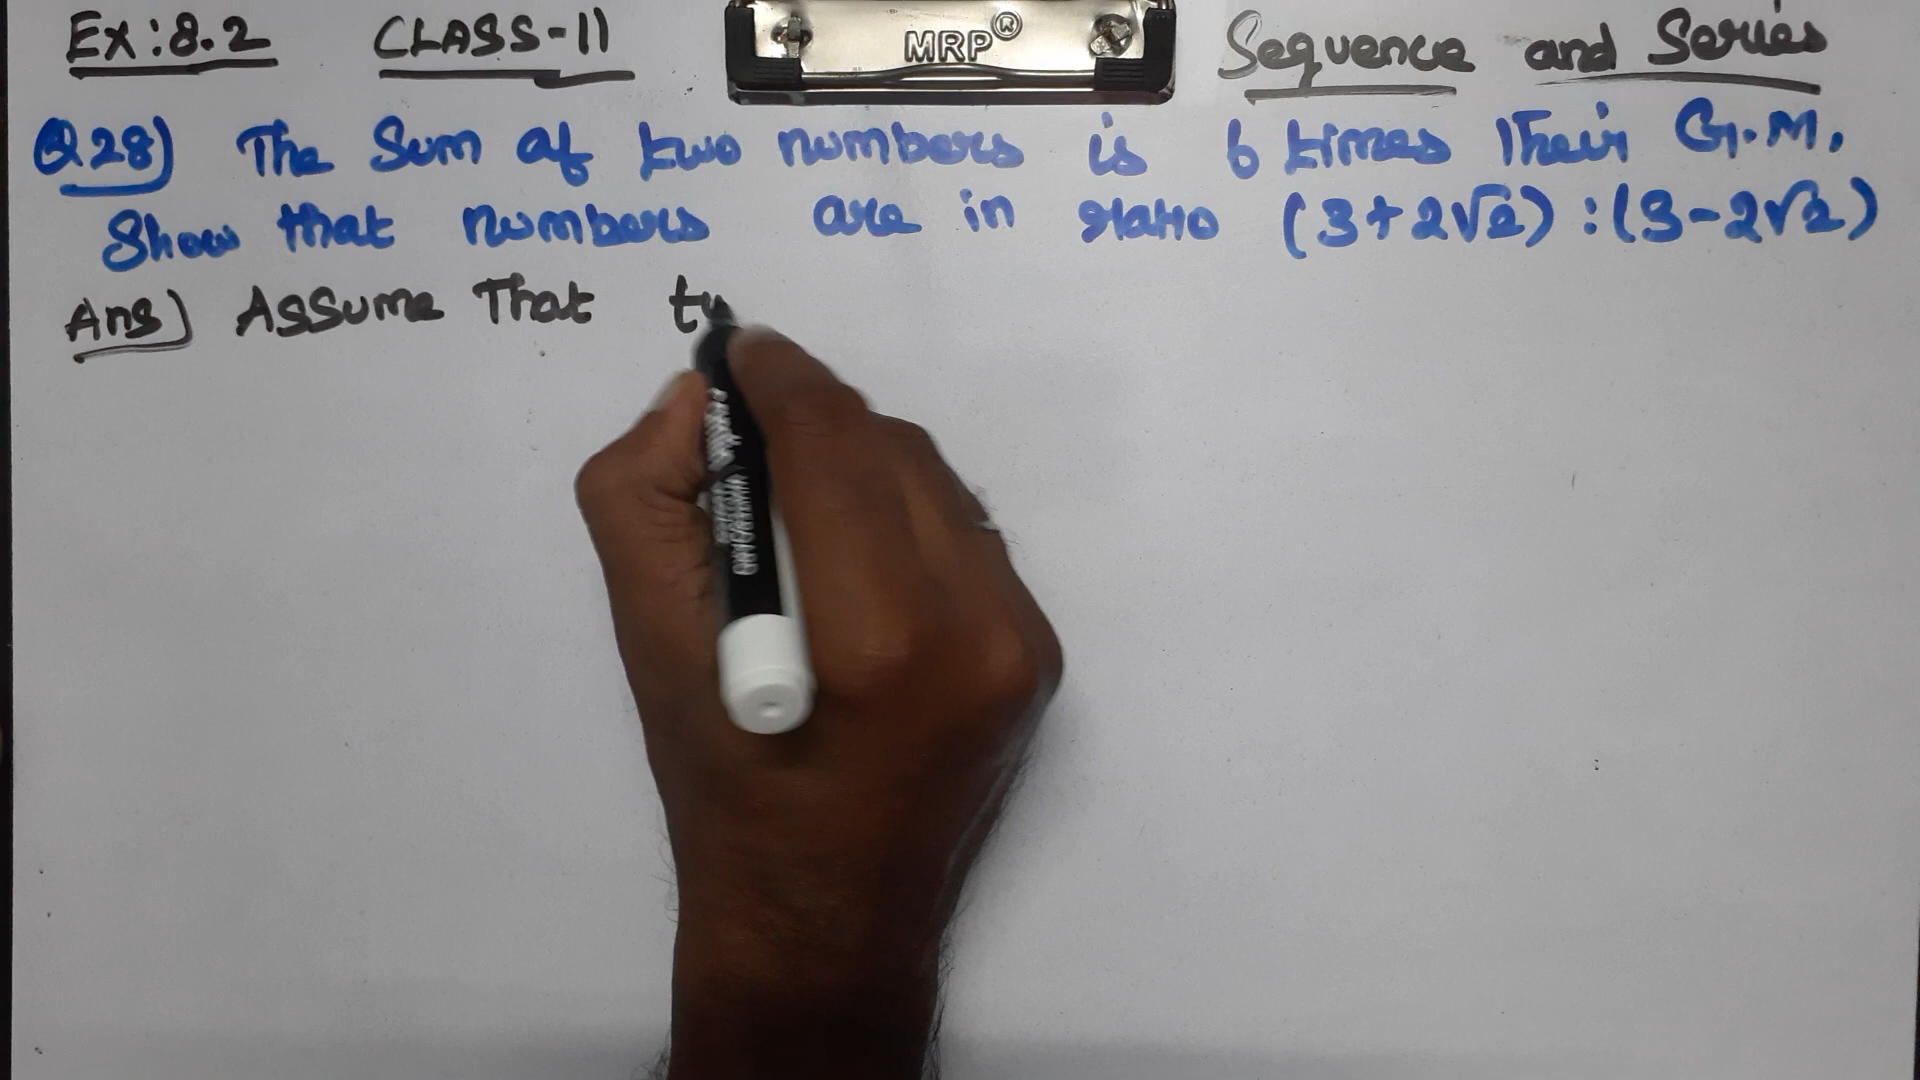 Ex:8.2 CLASS-11 MRP® Sequence and Series
Q28) The Sum of two numbers is 6 times their G.M.
Show that numbers are in ratio (3+2√2):(3-2√2)
Ans) Assume That